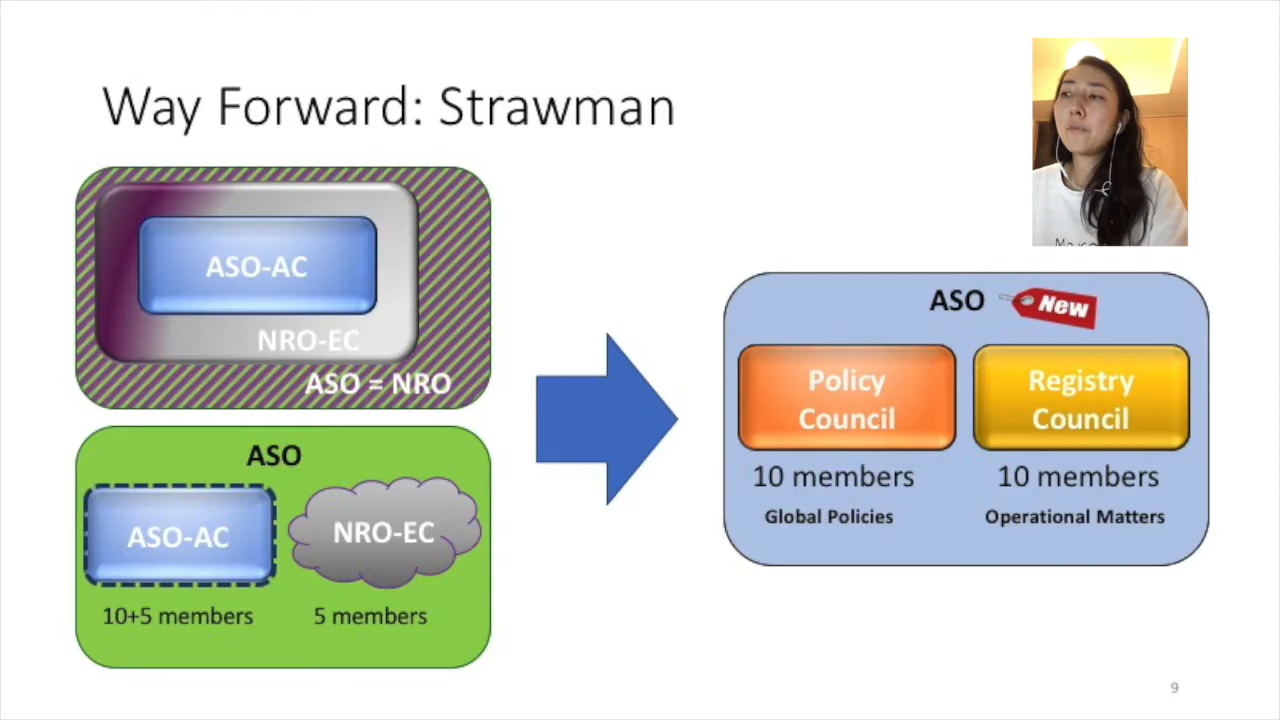 Way Forward: Strawman
ASO-AC
NRO-EC
ASO = NRO
ASO
ASO-AC
NRO-EC
10+5 members
5 members
ASO
New
Policy
Council
Registry
Council
10 members
10 members
Global Policies
Operational Matters
9